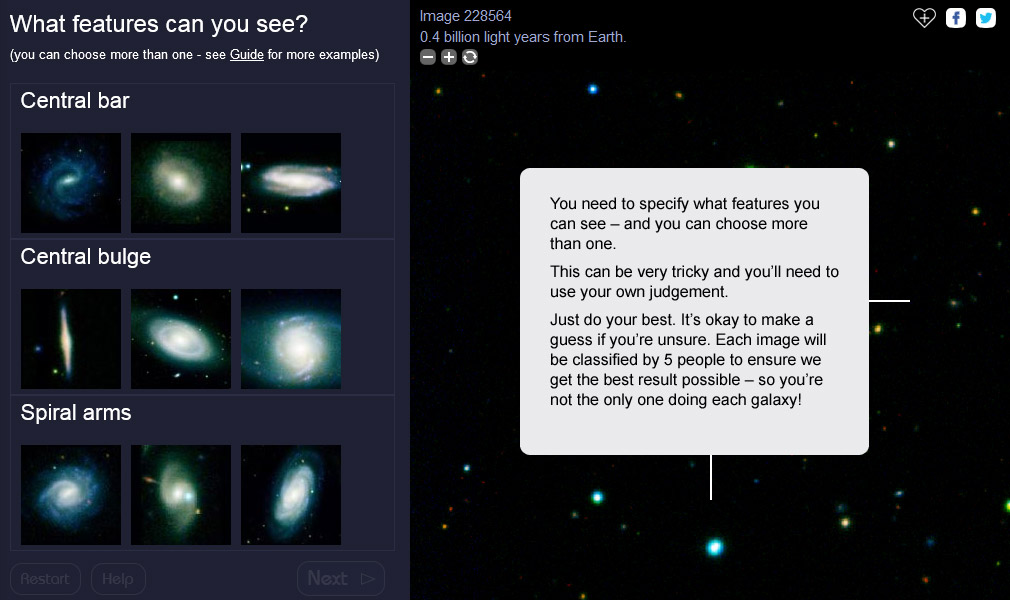 What features can you see?
(you can choose more than one - see Guide for more examples)
Central bar
Central bulge
Spiral arms
Restart
Help
Next
Image 228564
0.4 billion light years from Earth.
You need to specify what features you
can see – and you can choose more
than one.
This can be very tricky and you’ll need to
use your own judgement.
Just do your best. It’s okay to make a
guess if you’re unsure. Each image will
be classified by 5 people to ensure we
get the best result possible – so you’re
not the only one doing each galaxy!